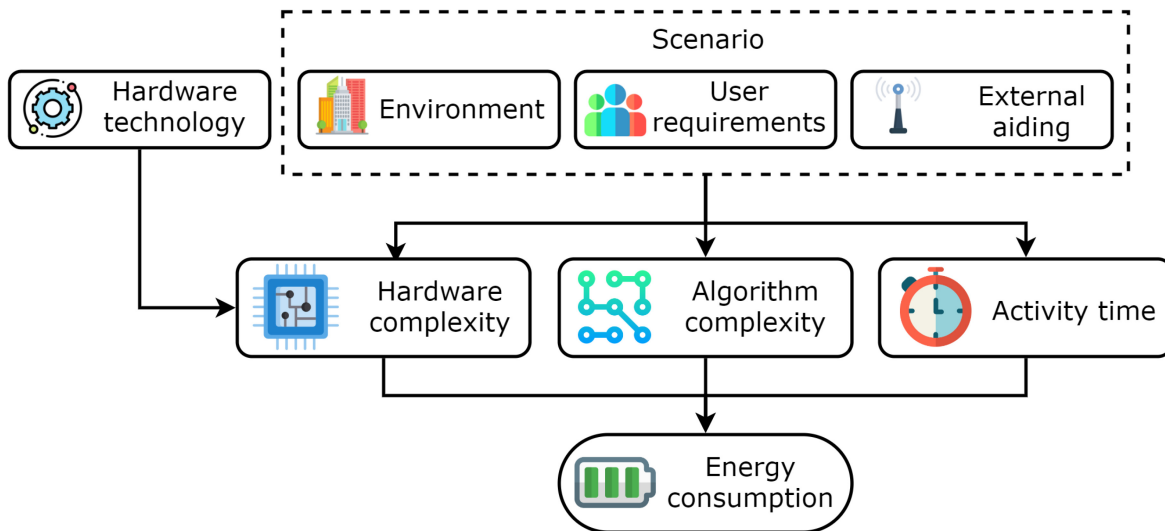 Scenario
Hardware
technology
Environment
User
requirements
External
aiding
Hardware
complexity
Algorithm
complexity
Activity time
Energy
consumption